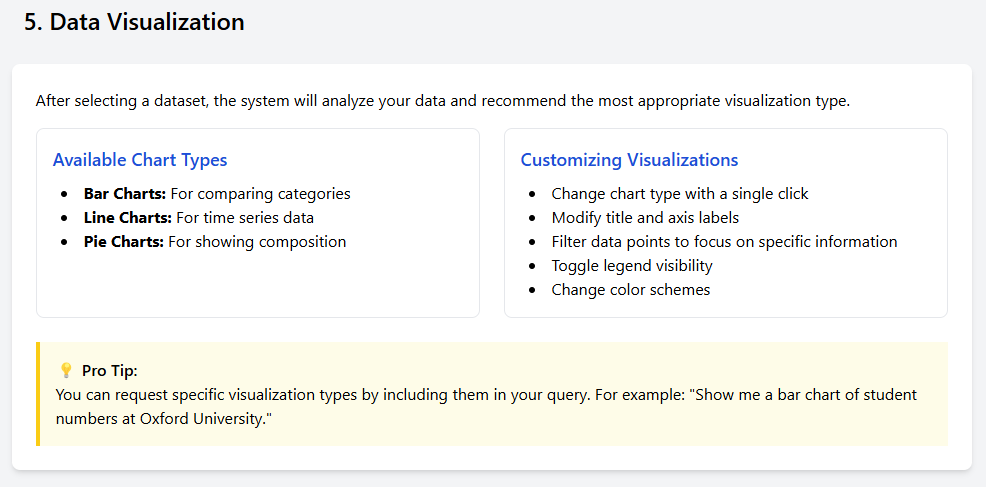 5. Data Visualization
After selecting a dataset, the system will analyze your data and recommend the most appropriate visualization type.
Available Chart Types
• Bar Charts: For comparing categories
• Line Charts: For time series data
• Pie Charts: For showing composition
Customizing Visualizations
• Change chart type with a single click
• Modify title and axis labels
• Filter data points to focus on specific information
• Toggle legend visibility
• Change color schemes
💡 Pro Tip:
You can request specific visualization types by including them in your query. For example: "Show me a bar chart of student
numbers at Oxford University."